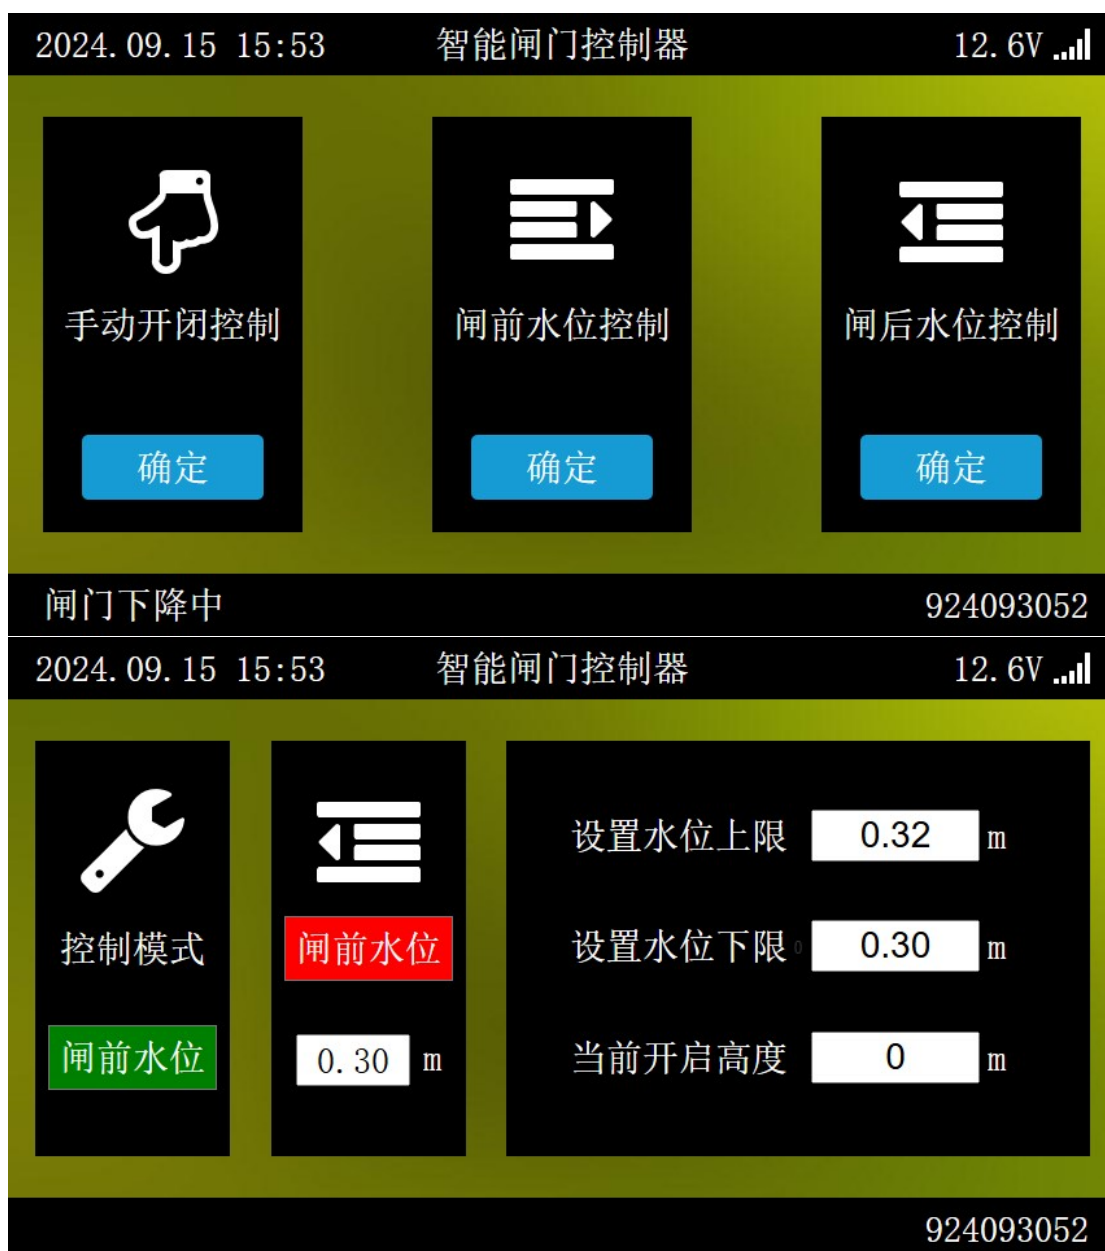 2024.09.15 15:53 智能闸门控制器 12.6V
手动开闭控制 闸前水位控制 闸后水位控制
确定 确定 确定
闸门下降中 924093052
2024.09.15 15:53 智能闸门控制器 12.6V
设置水位上限 0.32 m
控制模式 闸前水位 设置水位下限 0 0.30 m
闸前水位 0.30 m 当前开启高度 0 m
924093052